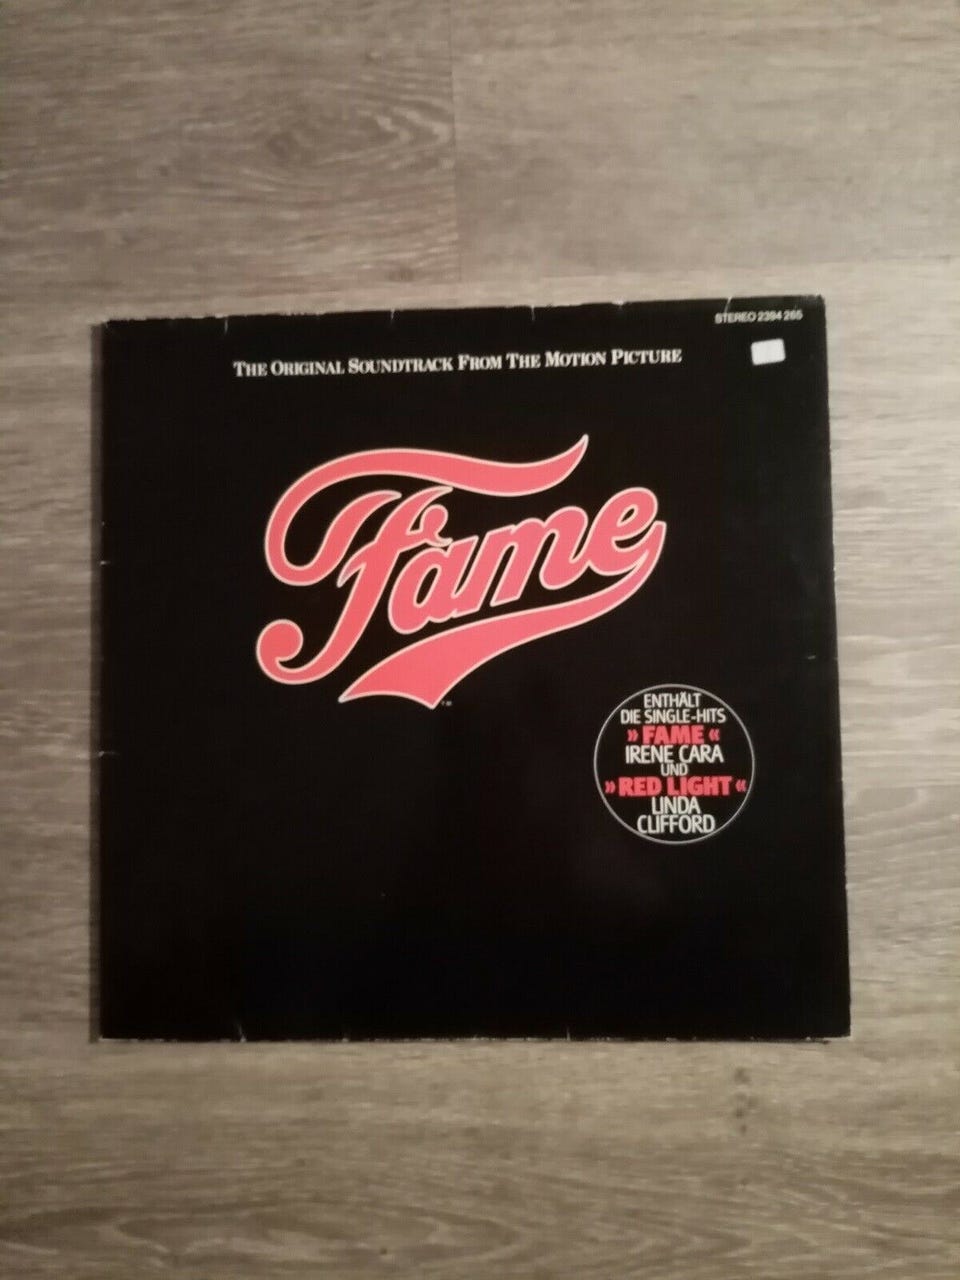 STEREO 2394 265
THE ORIGINAL SOUNDTRACK FROM THE MOTION PICTURE
Fame
TM
ENTHÄLT
DIE SINGLE-HITS
»FAME«
IRENE CARA
UND
»RED LIGHT«
LINDA
CLIFFORD